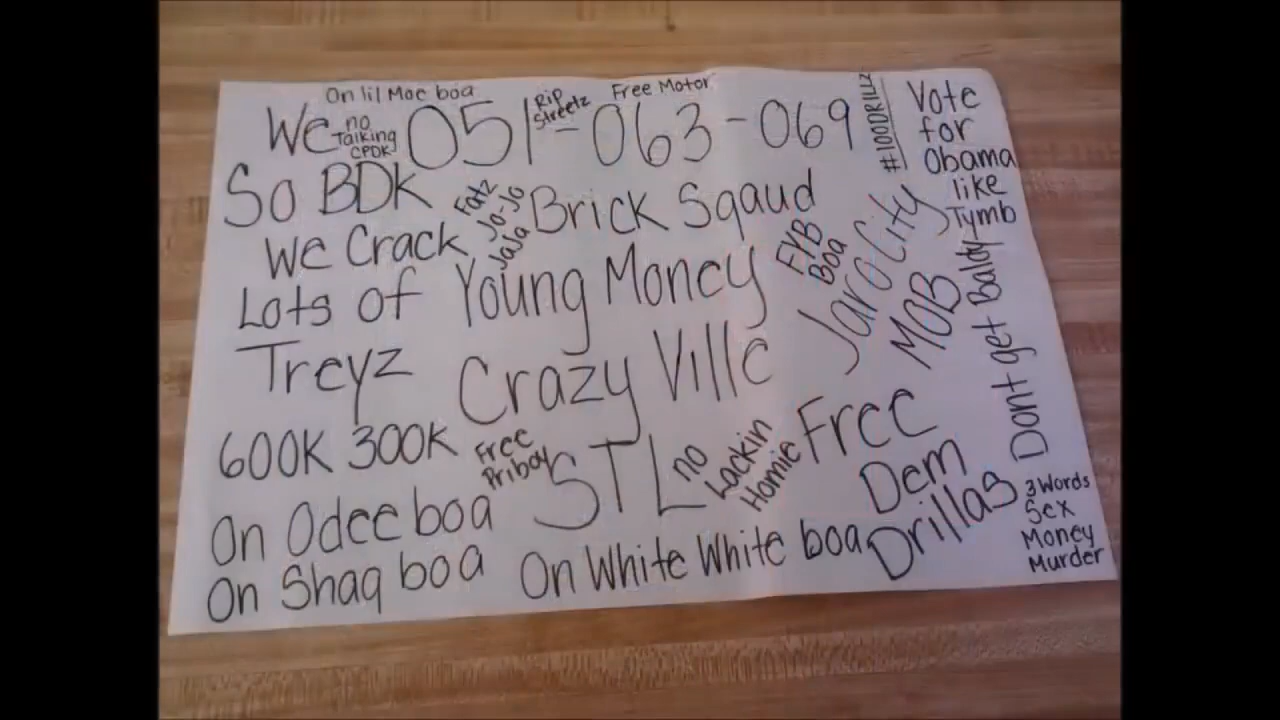 On lil Moe boa
Free Motor
We no Talking CPDK 051-063-069
Rip Streetz
#100DRILLZ
Vote
for
Obama
like
Tymb
So BDK
Fatz
Jo-Jo
JaJa
Brick Sqaud
We Crack
Lots of
Young Money
FYB
Boa
Jaro City
MOB
Dont get Baldy
Treyz
Crazy Ville
600K 300K
Free
Priboy
STL
no
Lackin
Homie
Free
Dem
Drillas
On Odee boa
On Shaq boa
On White White boa
3 Words
Sex
Money
Murder